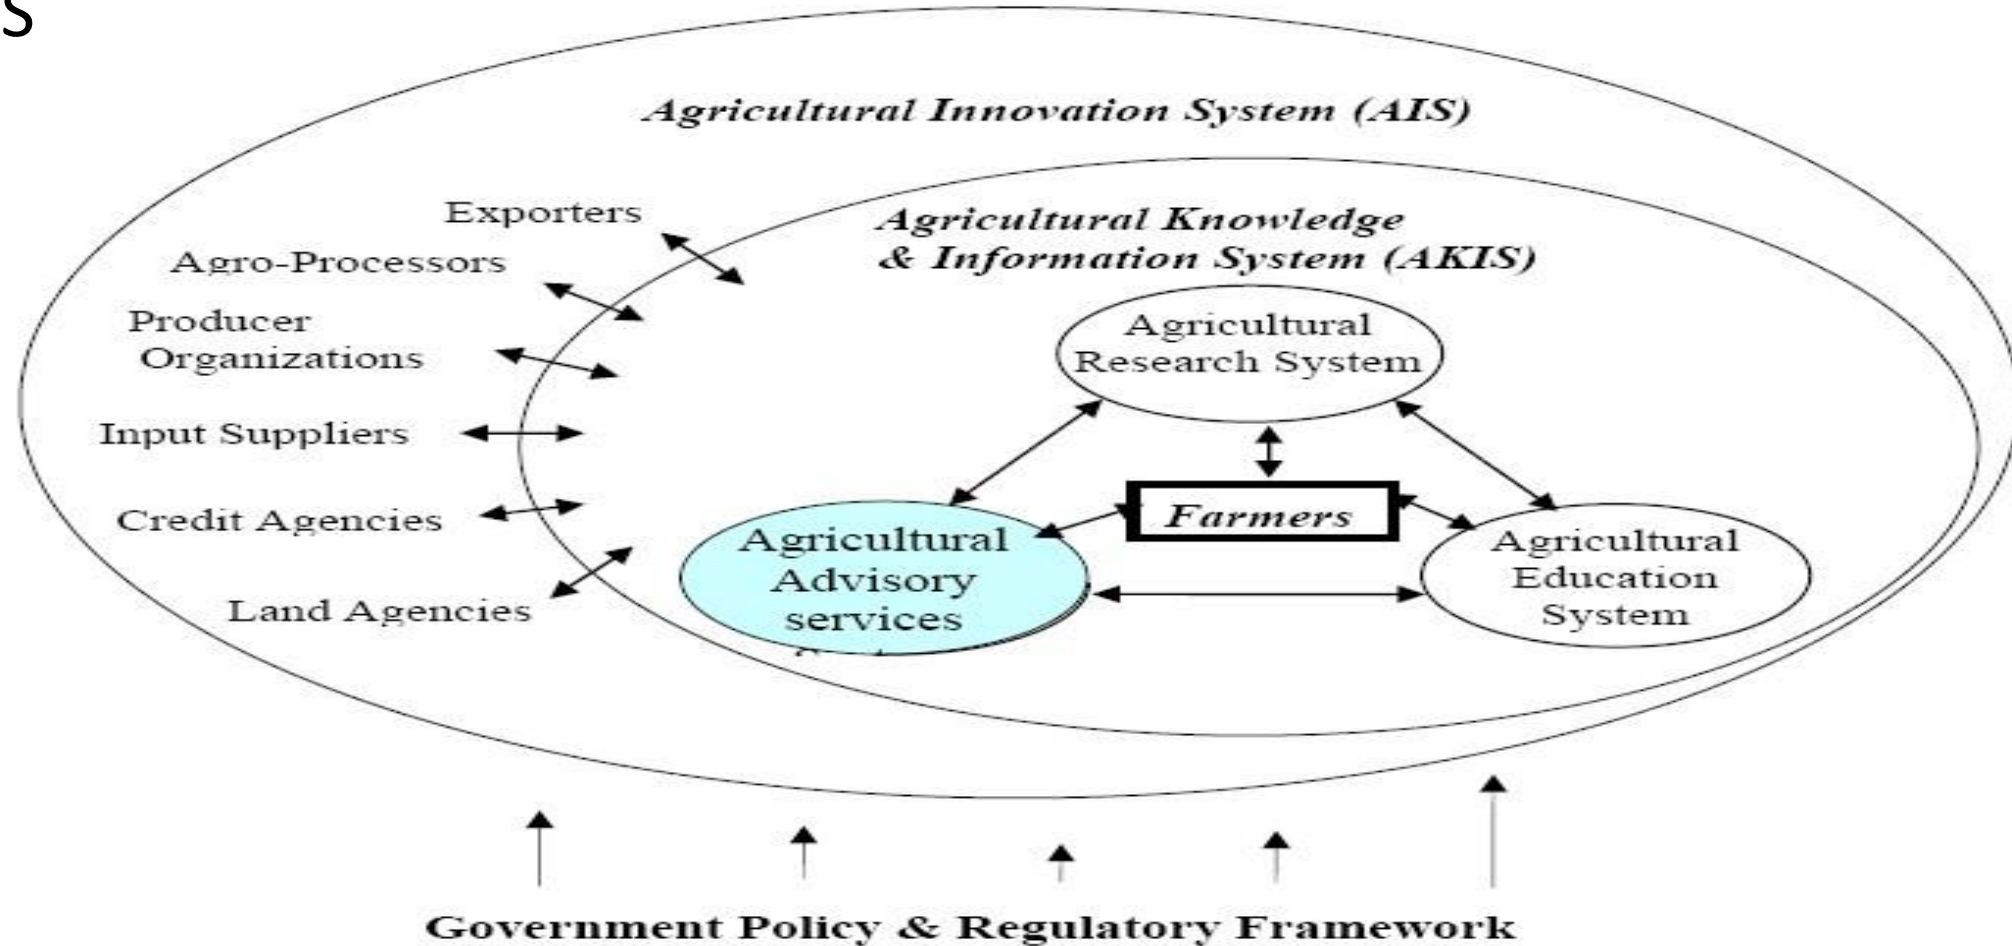 S
Agricultural Innovation System (AIS)
Exporters
Agricultural Knowledge
& Information System (AKIS)
Agro-Processors
Producer
Organizations
Agricultural
Research System
Input Suppliers
Farmers
Credit Agencies
Agricultural
Advisory
services
Agricultural
Education
System
Land Agencies
Government Policy & Regulatory Framework